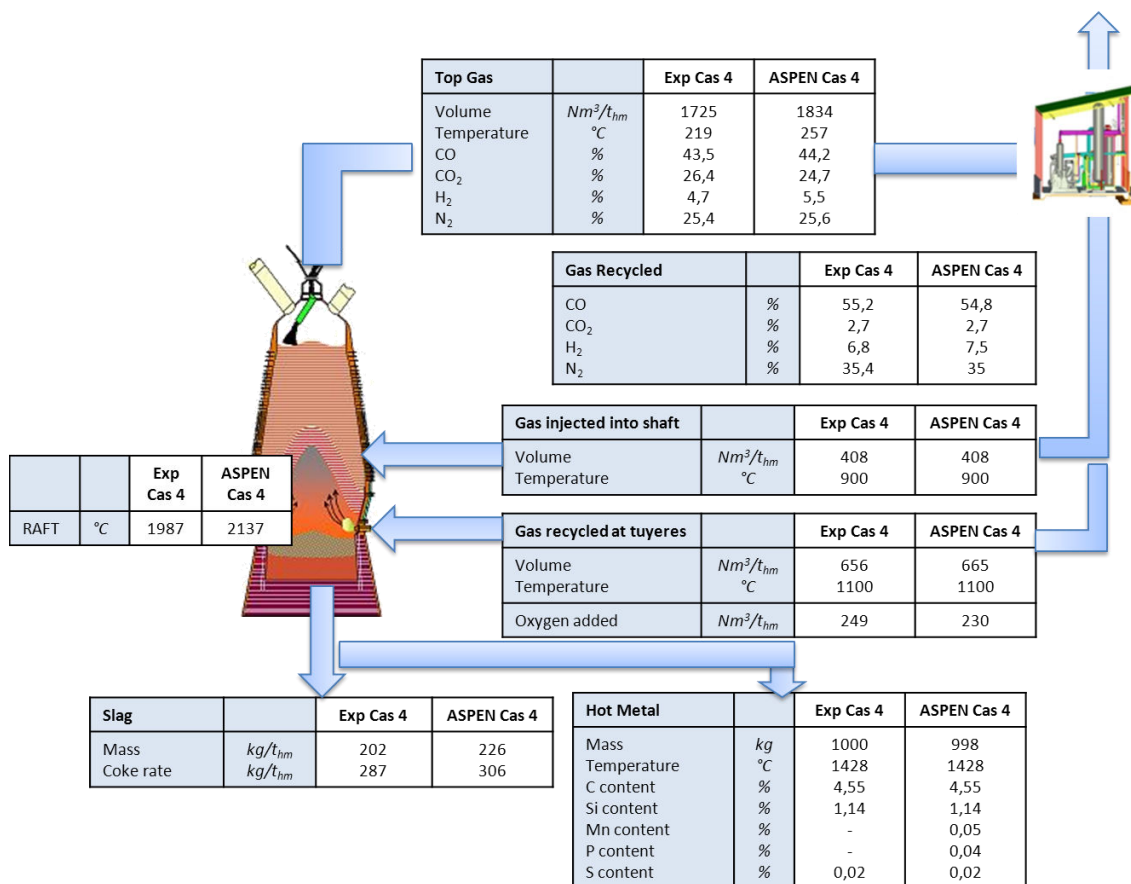 Top Gas Exp Cas 4 ASPEN Cas 4
Volume Nm³/t_hm 1725 1834
Temperature °C 219 257
CO % 43,5 44,2
CO₂ % 26,4 24,7
H₂ % 4,7 5,5
N₂ % 25,4 25,6
Gas Recycled Exp Cas 4 ASPEN Cas 4
CO % 55,2 54,8
CO₂ % 2,7 2,7
H₂ % 6,8 7,5
N₂ % 35,4 35
Gas injected into shaft Exp Cas 4 ASPEN Cas 4
Volume Nm³/t_hm 408 408
Temperature °C 900 900
Exp ASPEN
Cas 4 Cas 4
RAFT °C 1987 2137
Gas recycled at tuyeres Exp Cas 4 ASPEN Cas 4
Volume Nm³/t_hm 656 665
Temperature °C 1100 1100
Oxygen added Nm³/t_hm 249 230
Slag Exp Cas 4 ASPEN Cas 4
Mass kg/t_hm 202 226
Coke rate kg/t_hm 287 306
Hot Metal Exp Cas 4 ASPEN Cas 4
Mass kg 1000 998
Temperature °C 1428 1428
C content % 4,55 4,55
Si content % 1,14 1,14
Mn content % - 0,05
P content % - 0,04
S content % 0,02 0,02